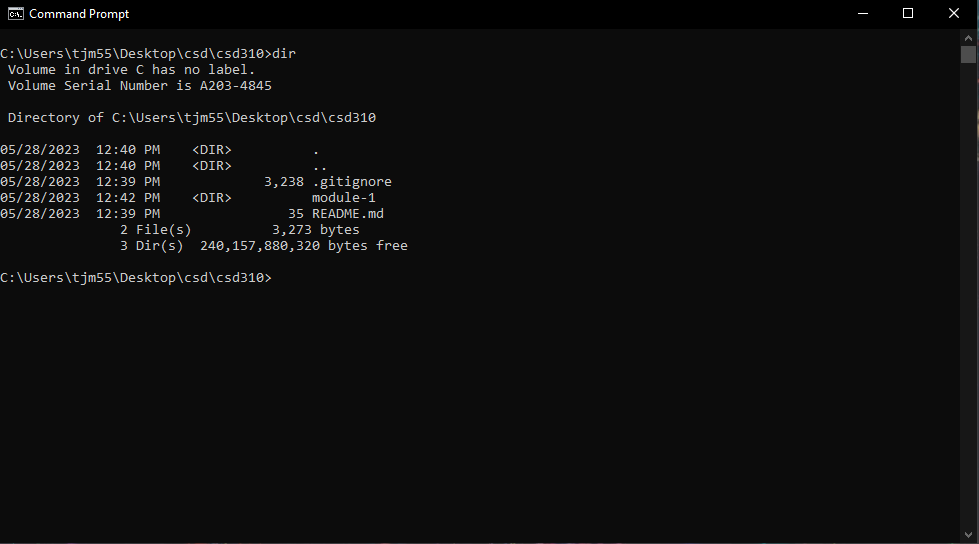 Command Prompt
C:\Users\tjm55\Desktop\csd\csd310>dir
 Volume in drive C has no label.
 Volume Serial Number is A203-4845
 Directory of C:\Users\tjm55\Desktop\csd\csd310
05/28/2023  12:40 PM    <DIR>          .
05/28/2023  12:40 PM    <DIR>          ..
05/28/2023  12:39 PM             3,238 .gitignore
05/28/2023  12:42 PM    <DIR>          module-1
05/28/2023  12:39 PM                35 README.md
               2 File(s)          3,273 bytes
               3 Dir(s)  240,157,880,320 bytes free
C:\Users\tjm55\Desktop\csd\csd310>